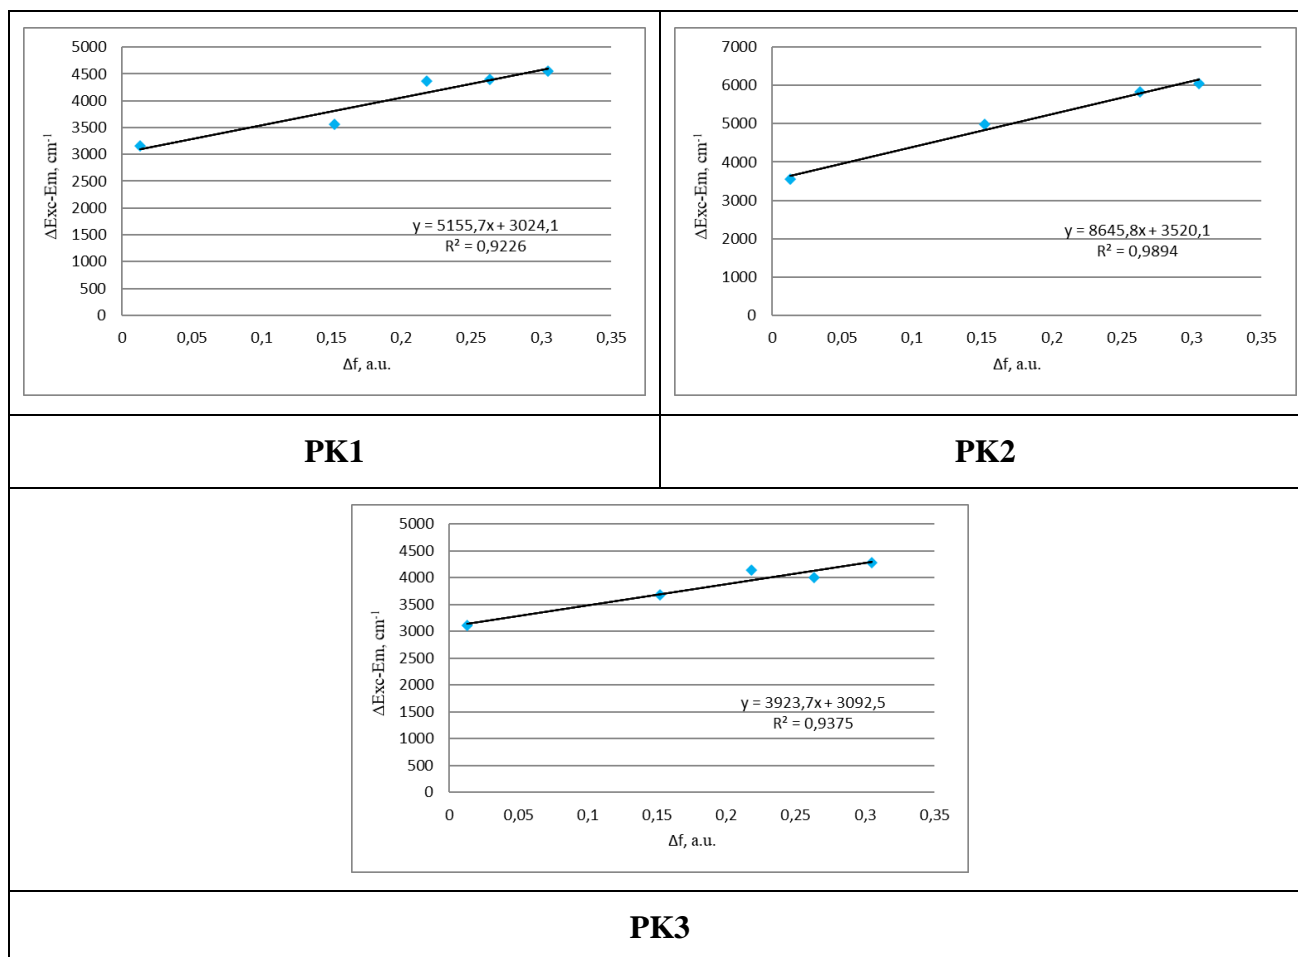 5000
4500
4000
3500
3000
2500
2000
1500
1000
500
0
ΔExc-Em, cm⁻¹
y = 5155,7x + 3024,1
R² = 0,9226
0 0,05 0,1 0,15 0,2 0,25 0,3 0,35
Δf, a.u.
7000
6000
5000
4000
3000
2000
1000
0
ΔExc-Em, cm⁻¹
y = 8645,8x + 3520,1
R² = 0,9894
0 0,05 0,1 0,15 0,2 0,25 0,3 0,35
Δf, a.u.
PK1
PK2
5000
4500
4000
3500
3000
2500
2000
1500
1000
500
0
ΔExc-Em, cm⁻¹
y = 3923,7x + 3092,5
R² = 0,9375
0 0,05 0,1 0,15 0,2 0,25 0,3 0,35
Δf, a.u.
PK3